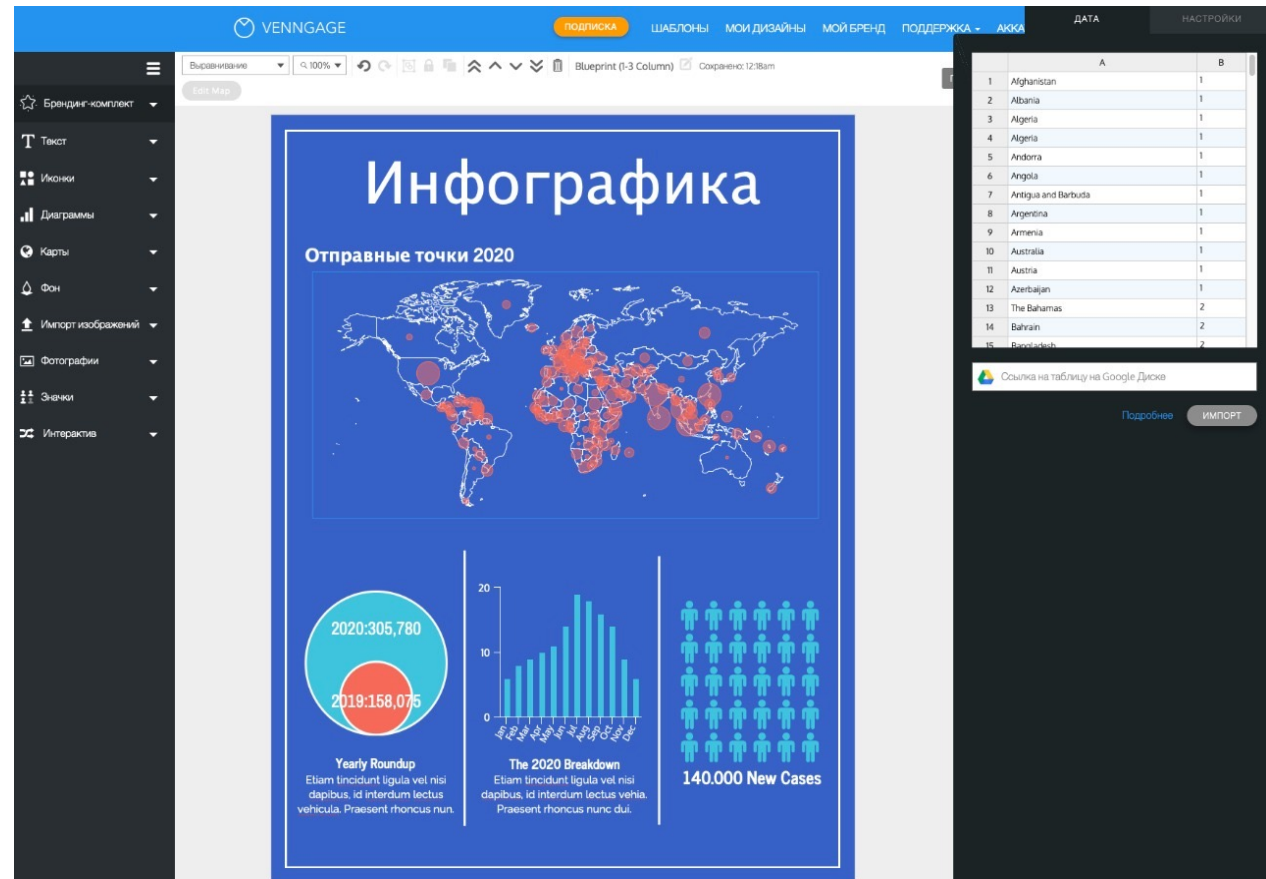 VENNGAGE
ПОДПИСКА
ШАБЛОНЫ
МОИ ДИЗАЙНЫ
МОЙ БРЕНД
ПОДДЕРЖКА
АККА
ДАТА
НАСТРОЙКИ
Брендинг-комплект
Текст
Иконки
Диаграммы
Карты
Фон
Импорт изображений
Фотографии
Значки
Интерактив
Выравнивание
100%
Blueprint (1-3 Column)
Сохранено: 12:18am
Edit Map
Инфографика
Отправные точки 2020
2020:305,780
2019:158,075
Yearly Roundup
Etiam tincidunt ligula vel nisi
dapibus, id interdum lectus
vehicula. Praesent rhoncus nun.
20
10
0
Jan
Feb
Mar
Apr
May
Jun
Jul
Aug
Sep
Oct
Nov
Dec
The 2020 Breakdown
Etiam tincidunt ligula vel nisi
dapibus, id interdum lectus vehia.
Praesent rhoncus nunc dui.
140.000 New Cases
A B
1 Afghanistan 1
2 Albania 1
3 Algeria 1
4 Algeria 1
5 Andorra 1
6 Angola 1
7 Antigua and Barbuda 1
8 Argentina 1
9 Armenia 1
10 Australia 1
11 Austria 1
12 Azerbaijan 1
13 The Bahamas 2
14 Bahrain 2
15 Bangladesh 2
Ссылка на таблицу на Google Диске
Подробнее
ИМПОРТ